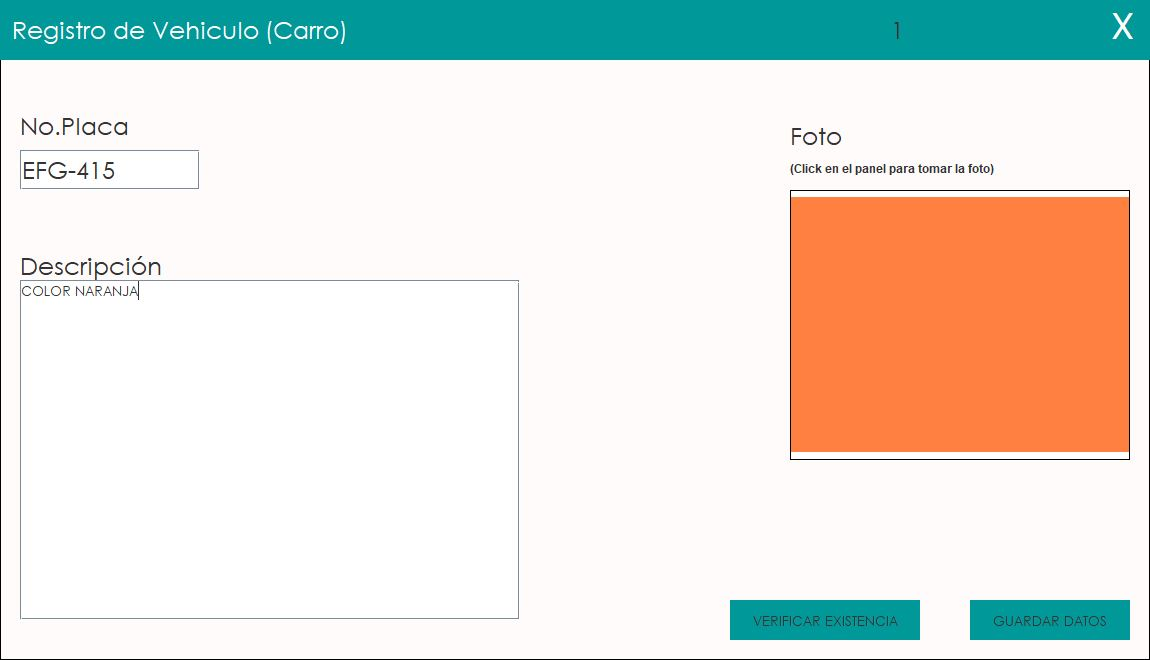 Registro de Vehiculo (Carro)
1
X
No.Placa
EFG-415
Foto
(Click en el panel para tomar la foto)
Descripción
COLOR NARANJA
VERIFICAR EXISTENCIA
GUARDAR DATOS